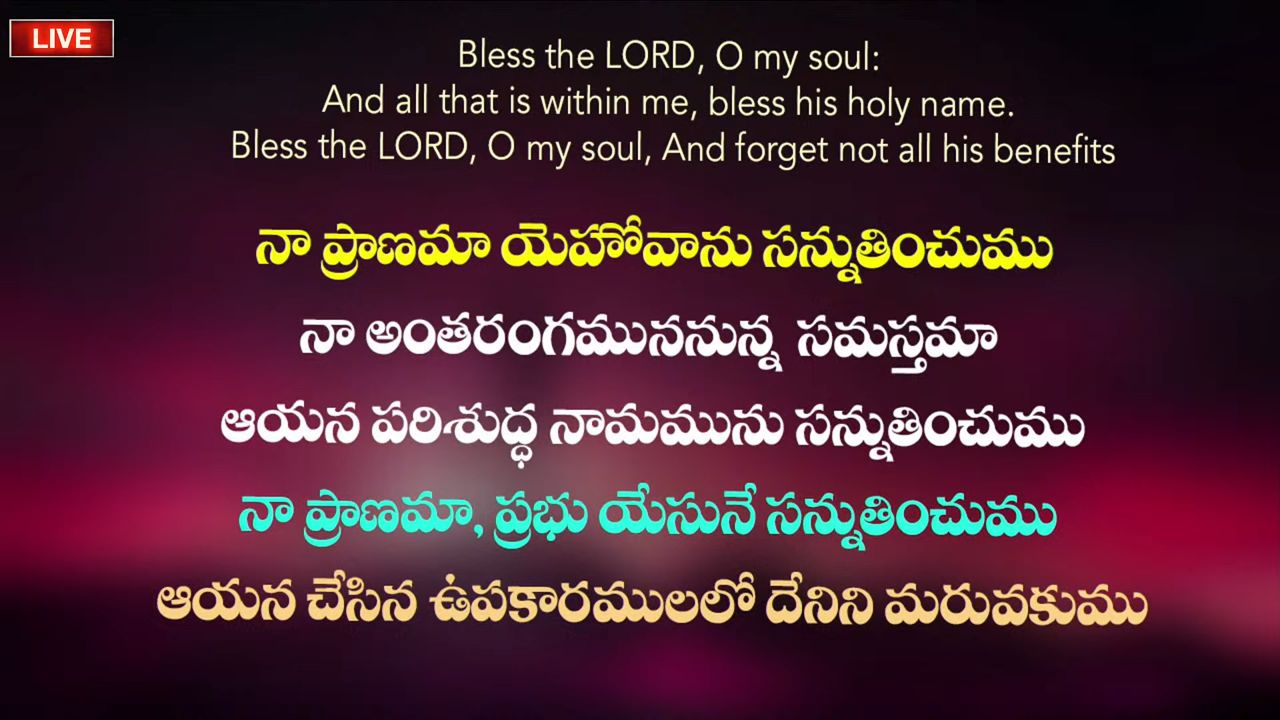 LIVE
Bless the LORD, O my soul:
And all that is within me, bless his holy name.
Bless the LORD, O my soul, And forget not all his benefits
నా ప్రాణమా యెహోవాను సన్నుతించుము
నా అంతరంగముననున్న సమస్తమా
ఆయన పరిశుద్ధ నామమును సన్నుతించుము
నా ప్రాణమా, ప్రభు యేసునే సన్నుతించుము
ఆయన చేసిన ఉపకారములలో దేనిని మరువకుము